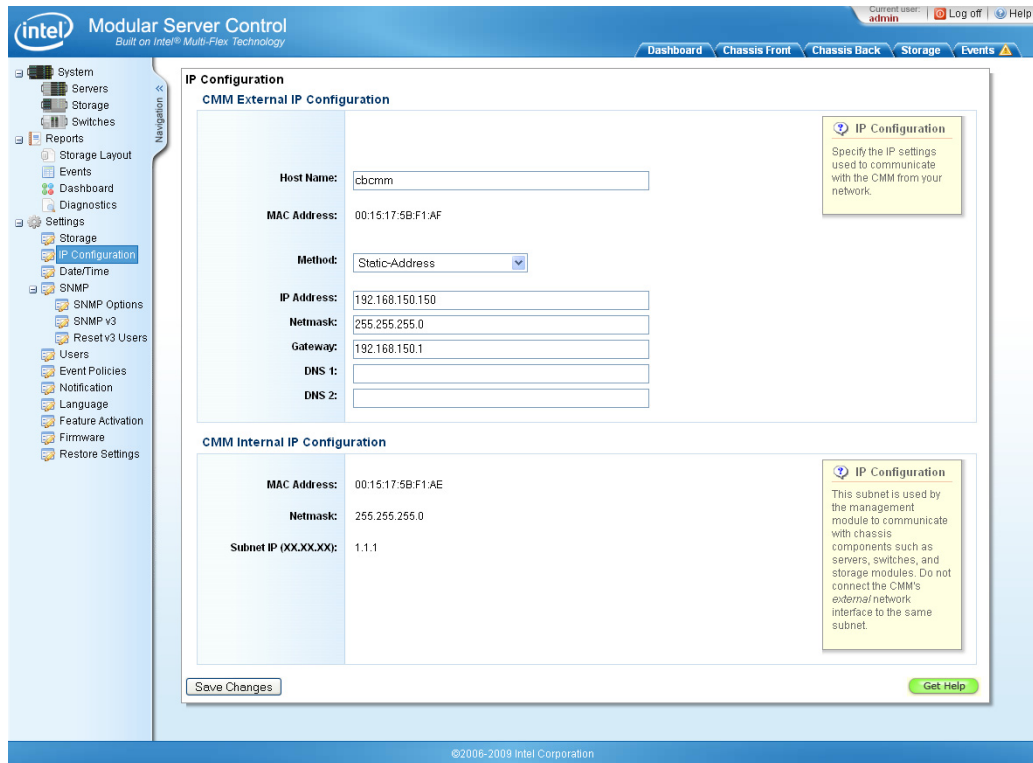 intel
Modular Server Control
Built on Intel® Multi-Flex Technology
Current user:
admin
Log off
Help
Dashboard
Chassis Front
Chassis Back
Storage
Events
Navigation
System
Servers
Storage
Switches
Reports
Storage Layout
Events
Dashboard
Diagnostics
Settings
Storage
IP Configuration
Date/Time
SNMP
SNMP Options
SNMP v3
Reset v3 Users
Users
Event Policies
Notification
Language
Feature Activation
Firmware
Restore Settings
IP Configuration
CMM External IP Configuration
Host Name: cbcmm
MAC Address: 00:15:17:5B:F1:AF
Method: Static-Address
IP Address: 192.168.150.150
Netmask: 255.255.255.0
Gateway: 192.168.150.1
DNS 1:
DNS 2:
IP Configuration
Specify the IP settings
used to communicate
with the CMM from your
network.
CMM Internal IP Configuration
MAC Address: 00:15:17:5B:F1:AE
Netmask: 255.255.255.0
Subnet IP (XX.XX.XX): 1.1.1
IP Configuration
This subnet is used by
the management
module to communicate
with chassis
components such as
servers, switches, and
storage modules. Do not
connect the CMM's
external network
interface to the same
subnet.
Save Changes
Get Help
©2006-2009 Intel Corporation